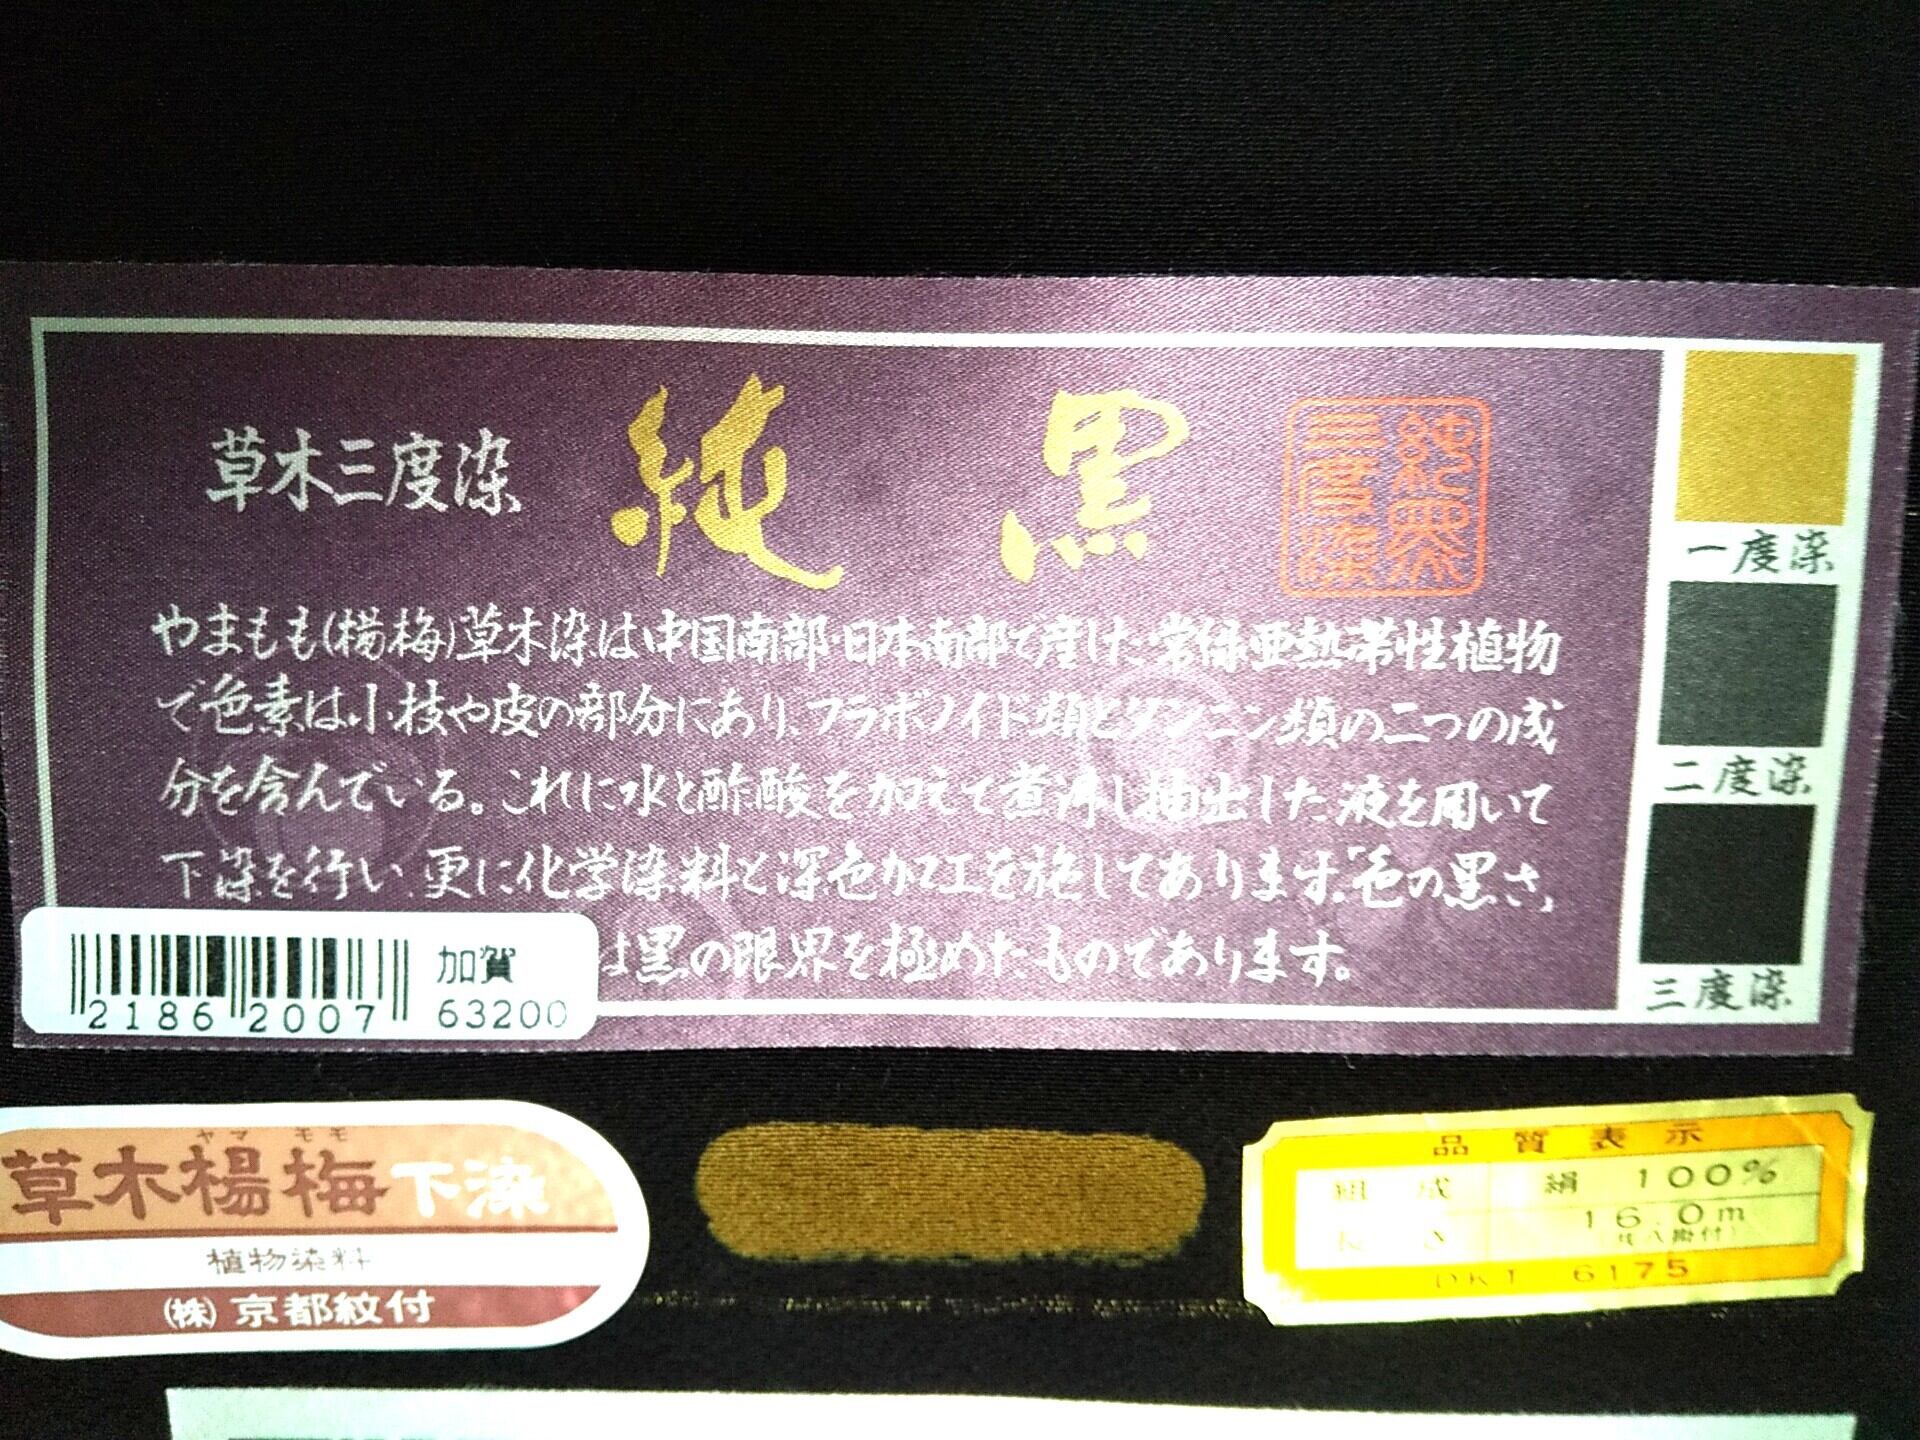 草木三度染 純黒
純黒
三度染
やまもも(楊梅)草木染は中国南部・日本南部で産けた常緑亜熱帯性植物
で色素は小枝や皮の部分にあり、フラボノイド類とタンニン類の二つの成
分を含んでいる。これに水と酢酸を加えて煮沸し抽出した液を用いて
下染を行い、更に化学染料と深色加工を施してあります。色の黒さ、
は黒の限界を極めたものであります。
一度染
二度染
三度染
加賀
2186 2007 63200
ヤマ モモ
草木楊梅下染
植物染料
(株)京都紋付
品質表示
組成 絹 100%
長さ 16.0m
(八掛付)
DKT 6175